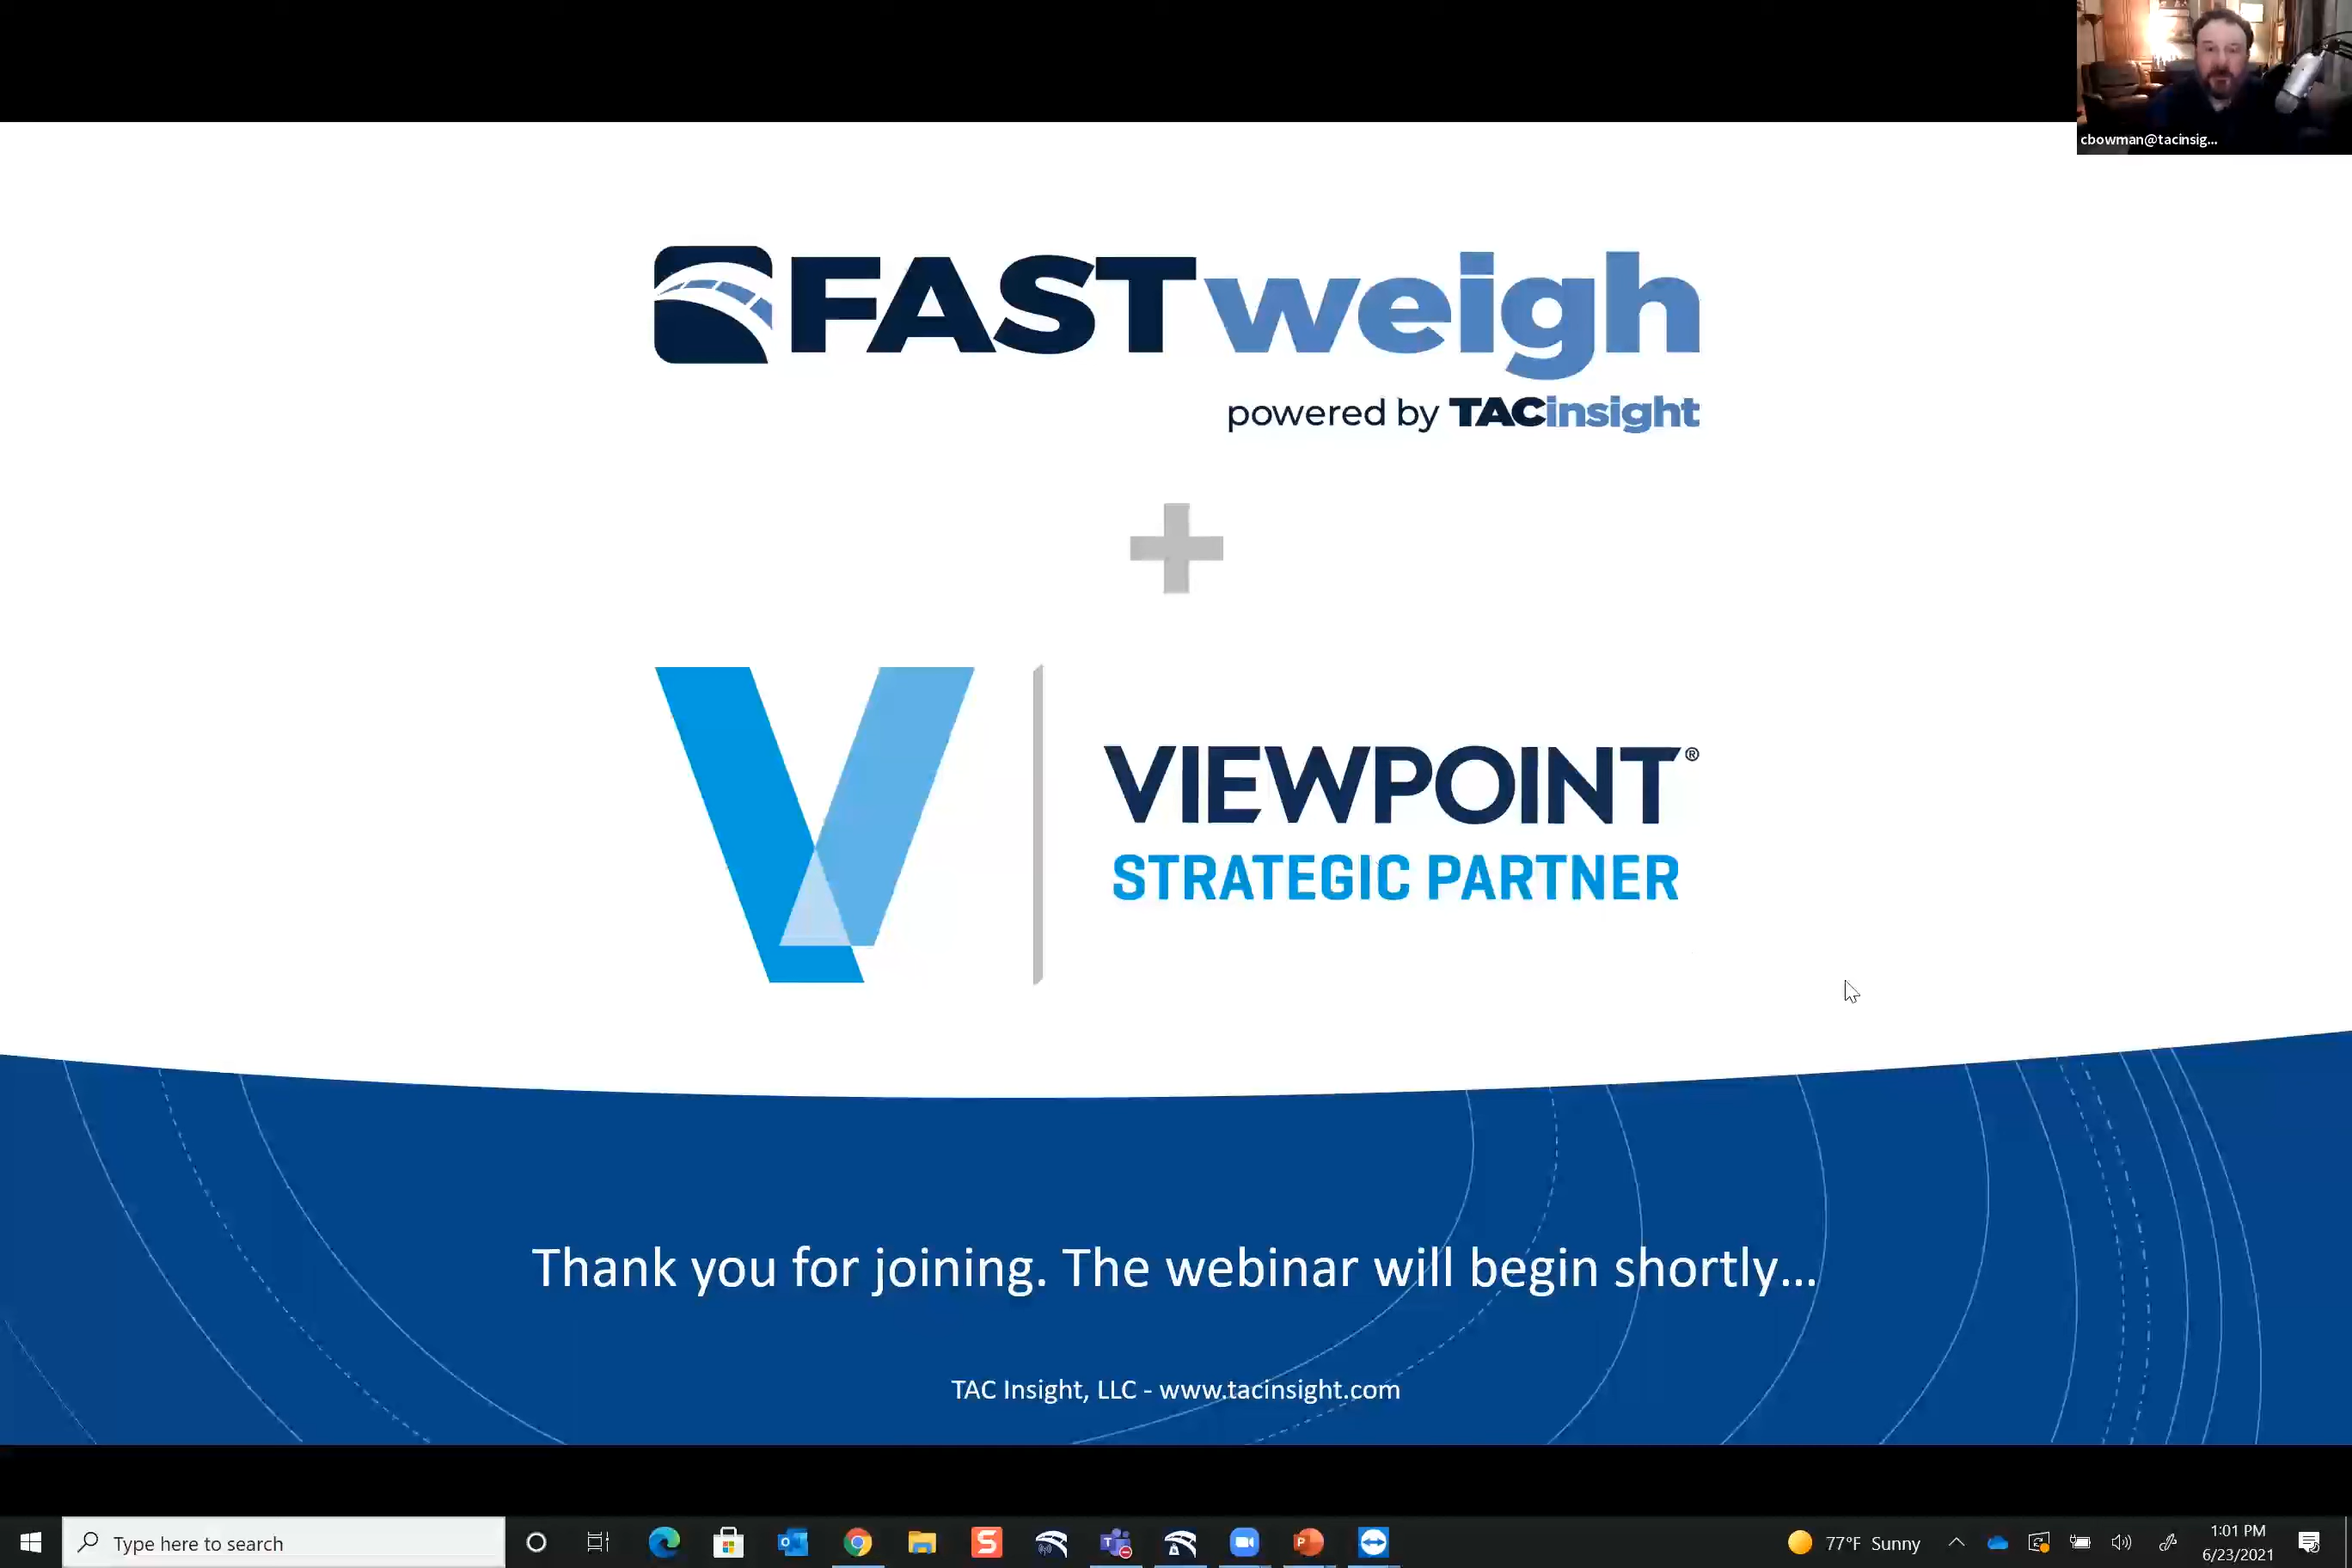 cbowman@tacinsig...
FASTweigh
powered by TACinsight
VIEWPOINT®
STRATEGIC PARTNER
Thank you for joining. The webinar will begin shortly...
TAC Insight, LLC - www.tacinsight.com
Type here to search
77°F Sunny
1:01 PM
6/23/2021